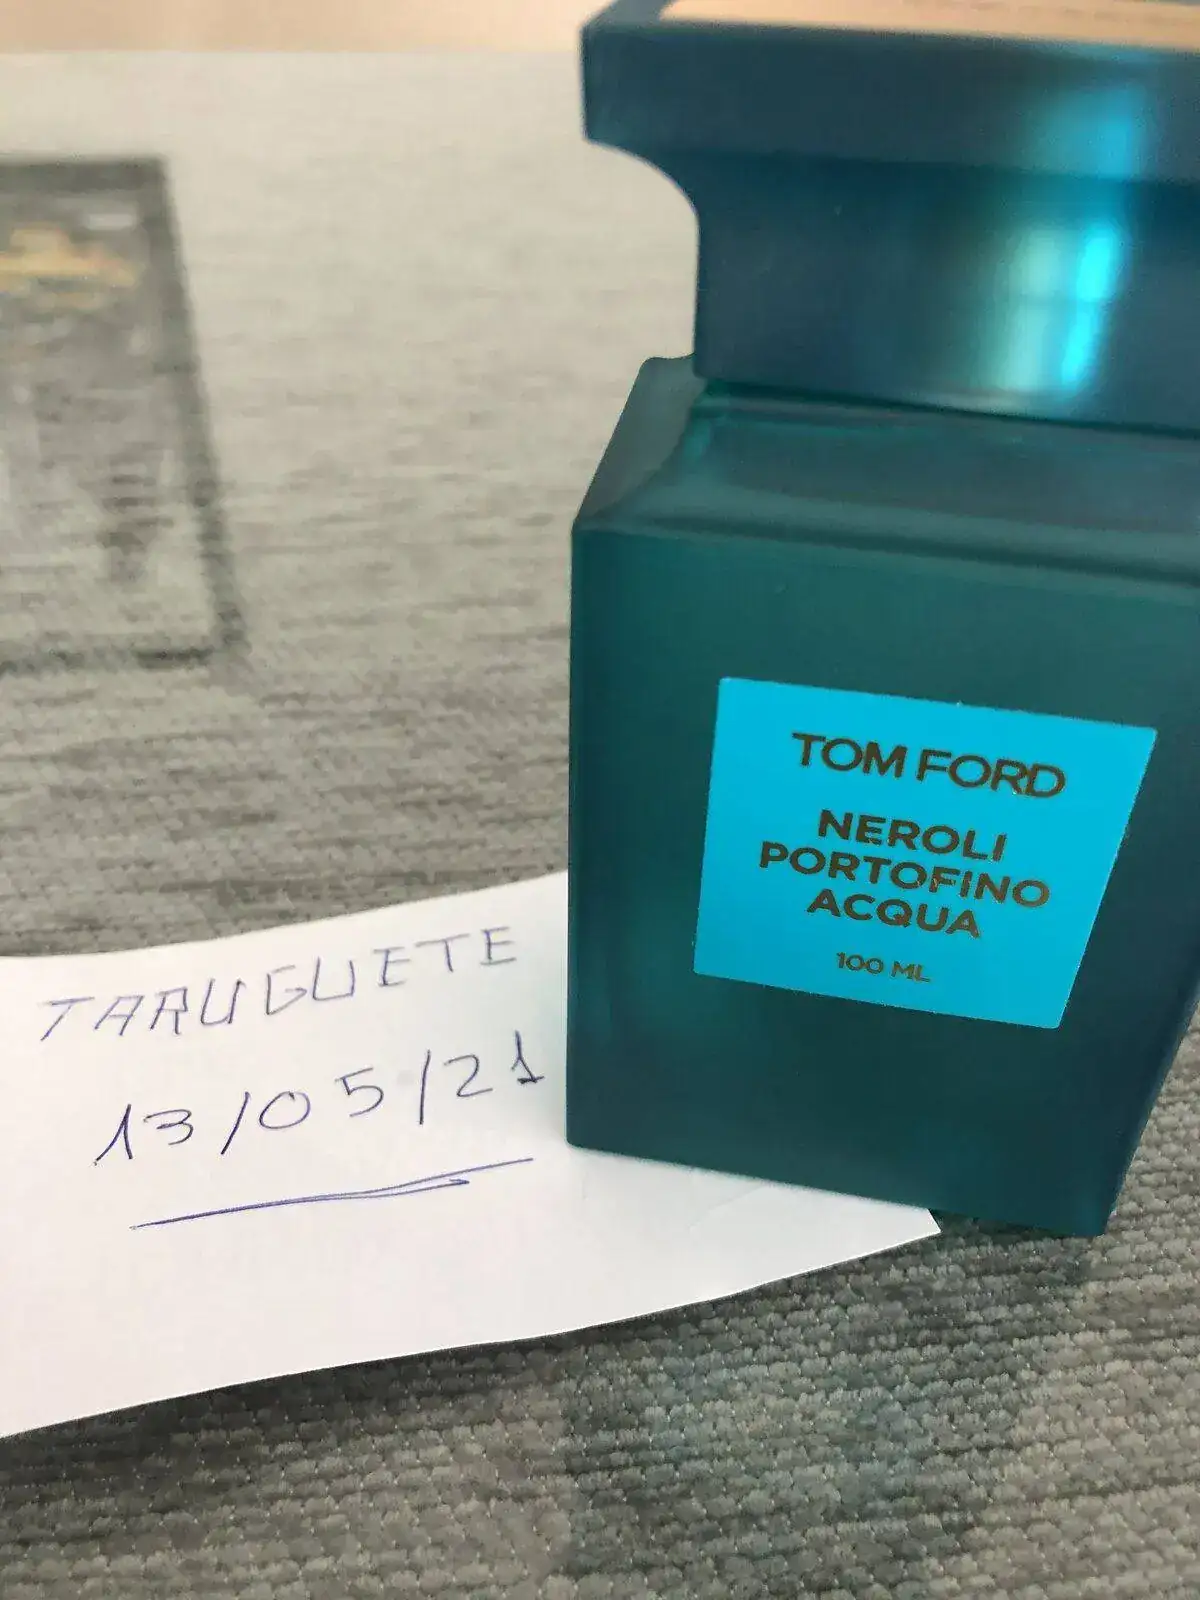 TOM FORD
NEROLI
PORTOFINO
ACQUA
100 ML
TARUGUETE
13/05/21